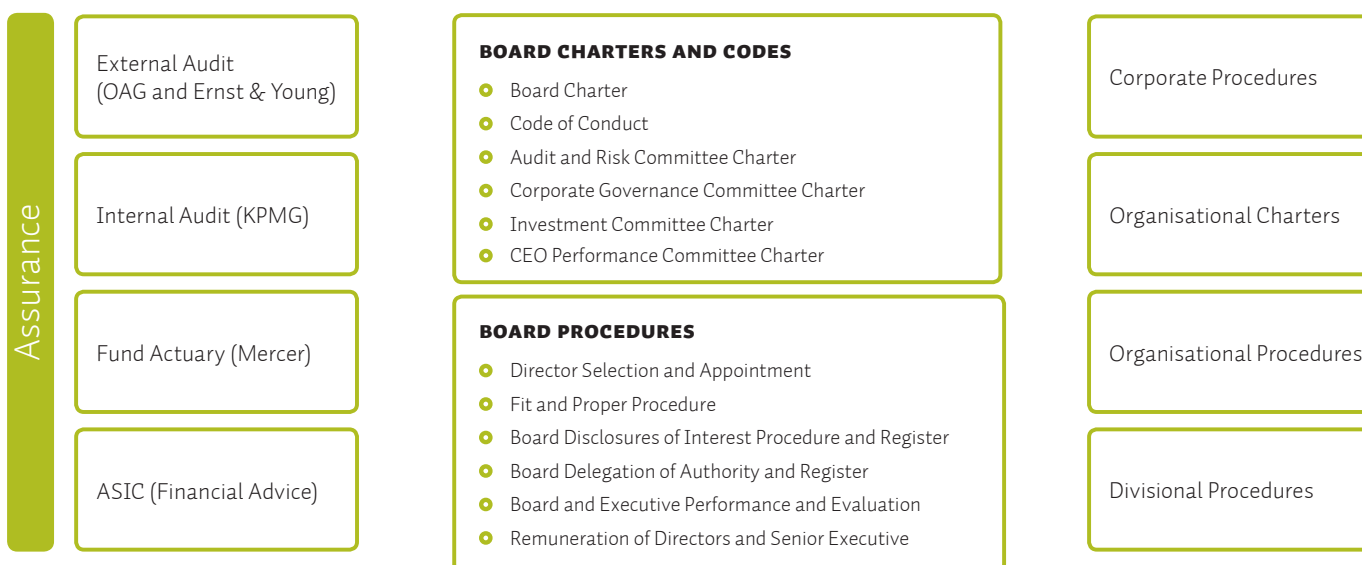 Assurance
External Audit
(OAG and Ernst & Young)
Internal Audit (KPMG)
Fund Actuary (Mercer)
ASIC (Financial Advice)
BOARD CHARTERS AND CODES
Board Charter
Code of Conduct
Audit and Risk Committee Charter
Corporate Governance Committee Charter
Investment Committee Charter
CEO Performance Committee Charter
BOARD PROCEDURES
Director Selection and Appointment
Fit and Proper Procedure
Board Disclosures of Interest Procedure and Register
Board Delegation of Authority and Register
Board and Executive Performance and Evaluation
Remuneration of Directors and Senior Executive
Corporate Procedures
Organisational Charters
Organisational Procedures
Divisional Procedures